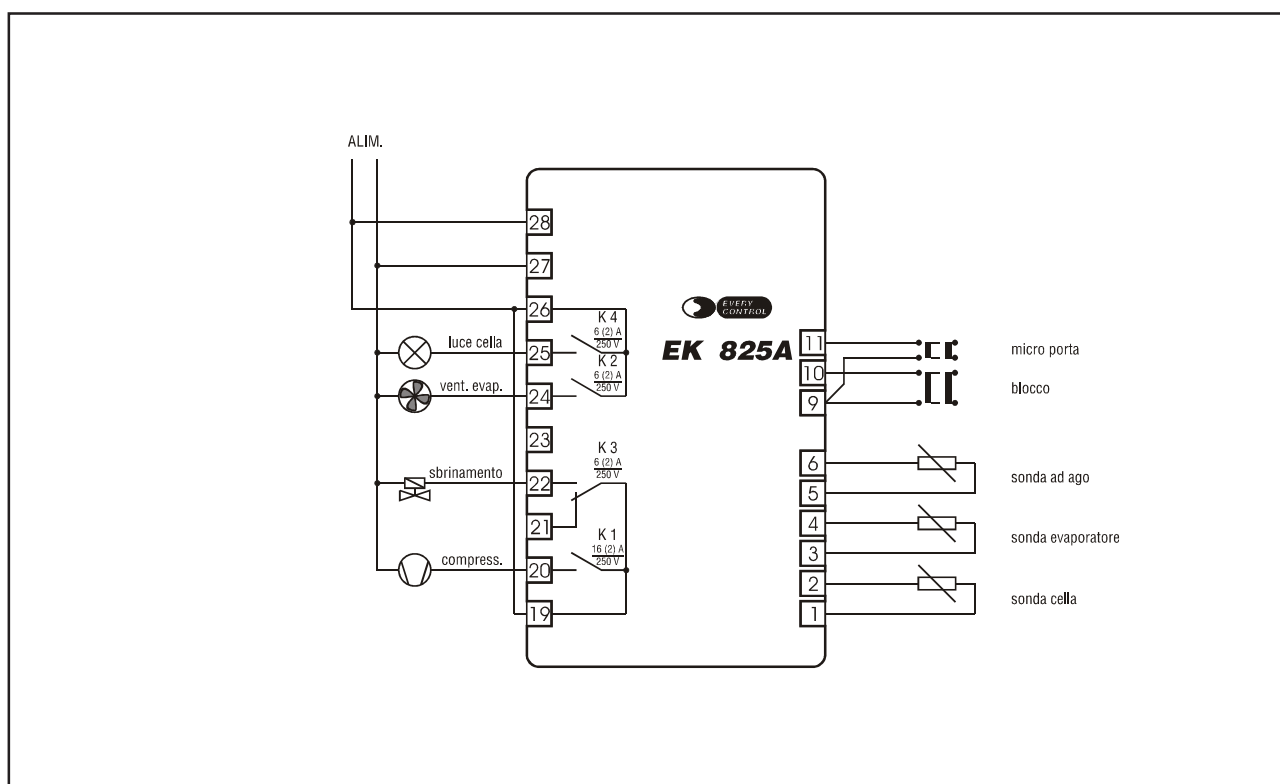 ALIM.
28
27
26
K 4
6 (2) A
250 V
luce cella
25
K 2
6 (2) A
250 V
vent. evap.
24
23
K 3
6 (2) A
250 V
sbrinamento
22
21
K 1
16 (2) A
250 V
compress.
20
19
EVERY
CONTROL
EK 825A
11
micro porta
10
blocco
9
6
sonda ad ago
5
4
sonda evaporatore
3
2
sonda cella
1